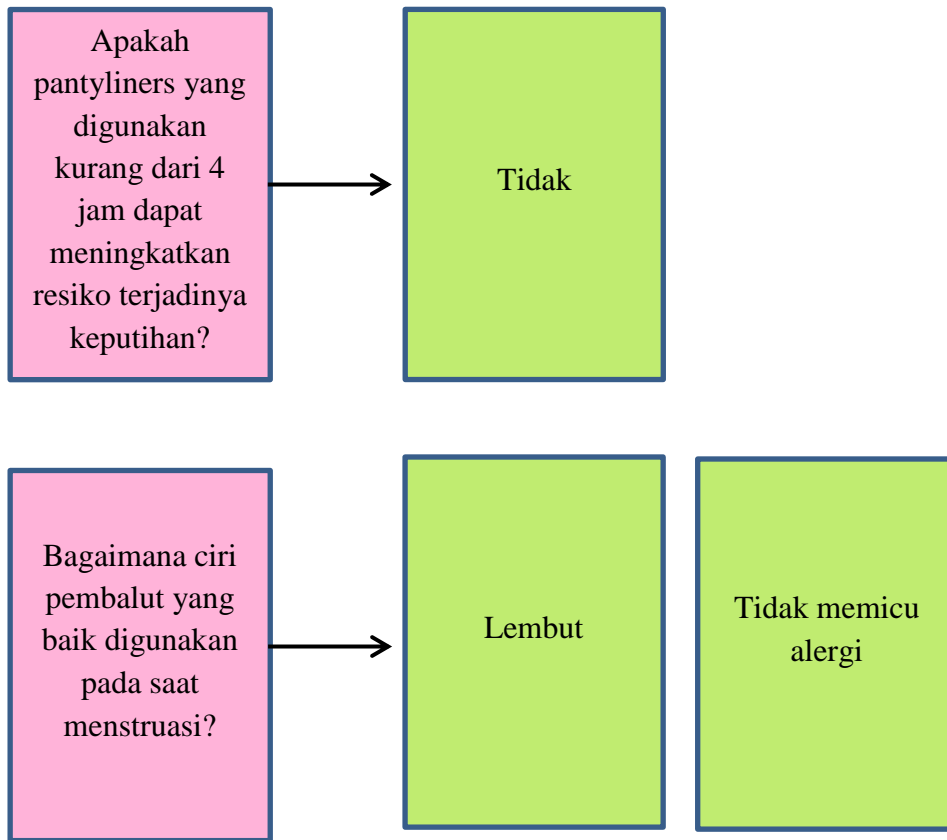 Apakah
pantyliners yang
digunakan
kurang dari 4
jam dapat
meningkatkan
resiko terjadinya
keputihan?
Tidak
Bagaimana ciri
pembalut yang
baik digunakan
pada saat
menstruasi?
Lembut
Tidak memicu
alergi